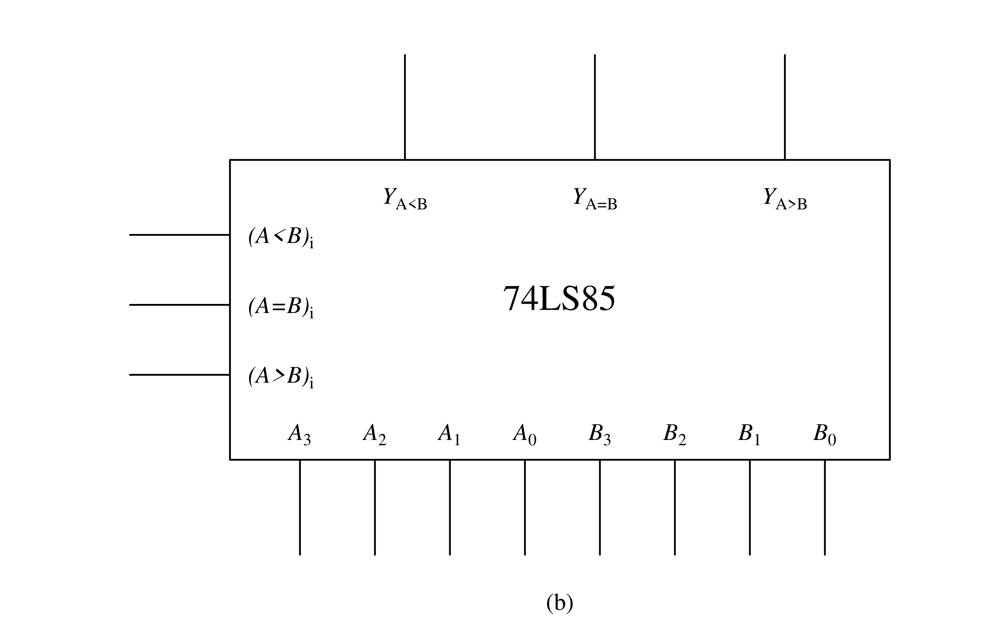 Y_A<B Y_A=B Y_A>B
(A<B)_i
(A=B)_i
74LS85
(A>B)_i
A_3 A_2 A_1 A_0 B_3 B_2 B_1 B_0
(b)